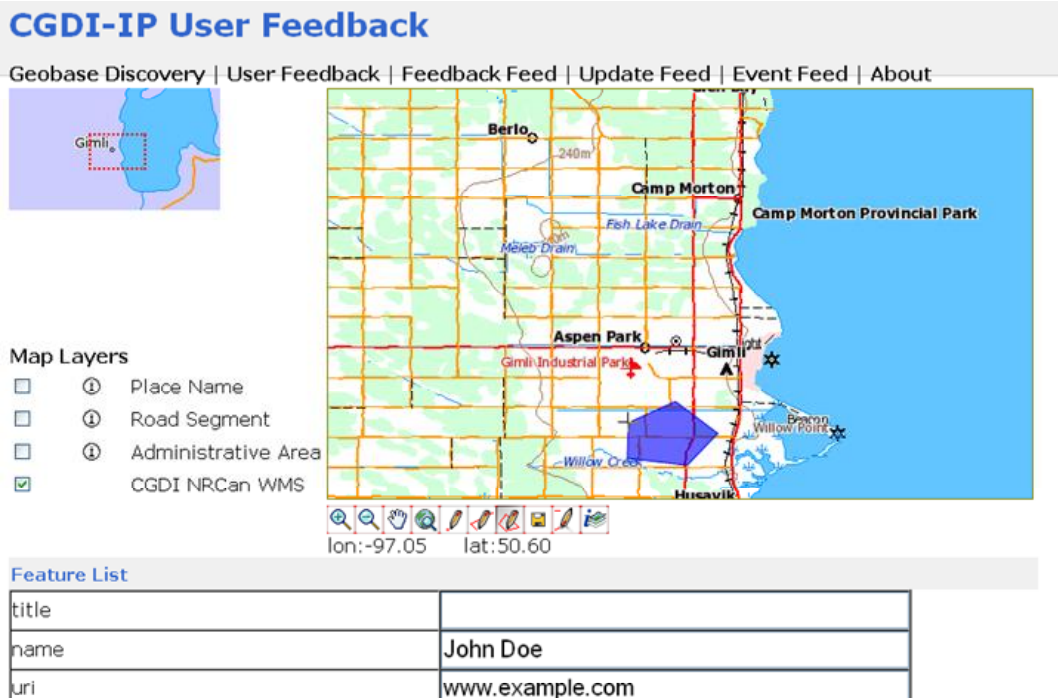 CGDI-IP User Feedback
Geobase Discovery | User Feedback | Feedback Feed | Update Feed | Event Feed | About
Gimli
Berlo
240m
Camp Morton
Camp Morton Provincial Park
Fish Lake Drain
Meleb Drain
Aspen Park
Gimli
Gimli Industrial Park
Beacon
Willow Point
Willow Creek
Husavik
Map Layers
Place Name
Road Segment
Administrative Area
CGDI NRCan WMS
lon:-97.05 lat:50.60
Feature List
title
name John Doe
uri www.example.com